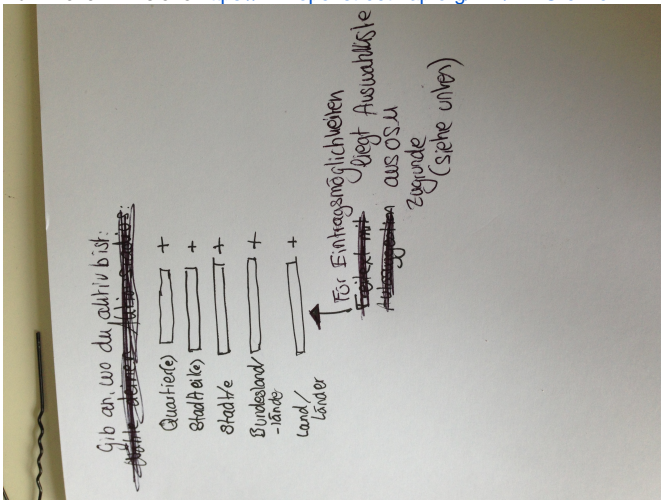 Gib an, wo du aktiv bist:
Quartier(e) +
Stadtteil(e) +
Stadt/e +
Bundesland/
-lände +
Land/
Länder +
Für Eintragsmöglichkeiten
liegt Auswahlliste
aus OSM
zugrunde
(siehe unten)